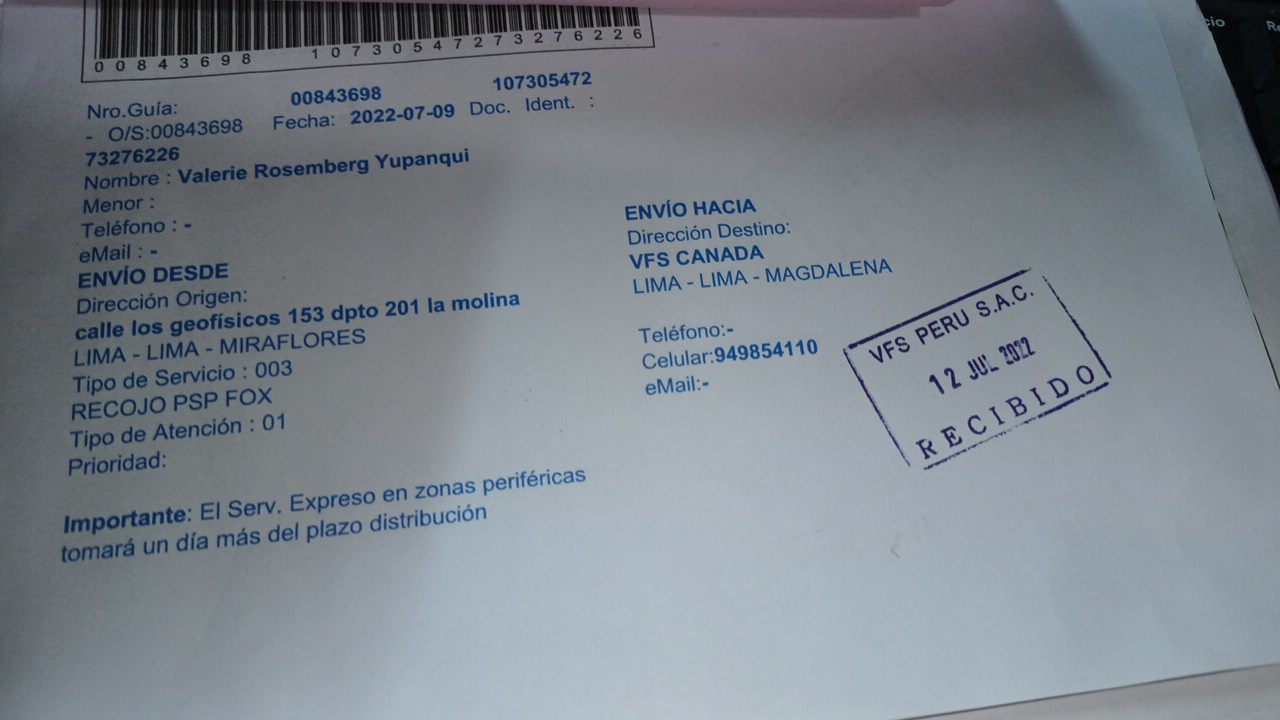 00843698 1073054727327 6226
Nro.Guía: 00843698 107305472
- O/S:00843698 Fecha: 2022-07-09 Doc. Ident. :
73276226
Nombre : Valerie Rosemberg Yupanqui
Menor :
Teléfono : -
eMail : -
ENVÍO DESDE
Dirección Origen:
calle los geofísicos 153 dpto 201 la molina
LIMA - LIMA - MIRAFLORES
Tipo de Servicio : 003
RECOJO PSP FOX
Tipo de Atención : 01
Prioridad:
Importante: El Serv. Expreso en zonas periféricas
tomará un día más del plazo distribución
ENVÍO HACIA
Dirección Destino:
VFS CANADA
LIMA - LIMA - MAGDALENA
Teléfono:-
Celular:949854110
eMail:-
VFS PERU S.A.C.
12 JUL 2022
RECIBIDO